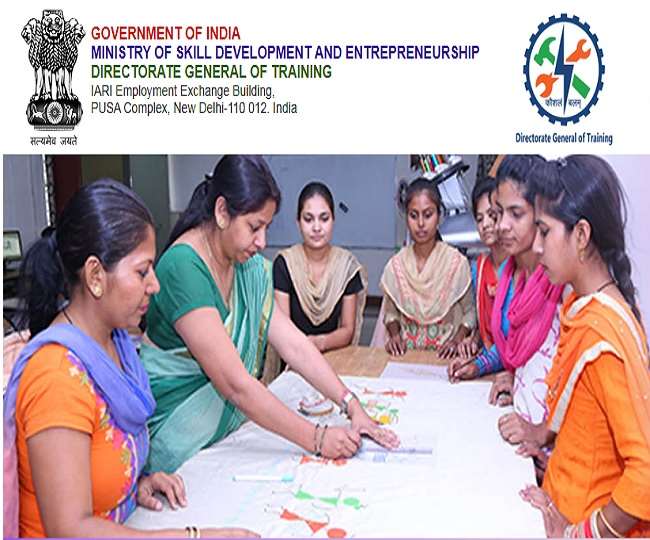 GOVERNMENT OF INDIA
MINISTRY OF SKILL DEVELOPMENT AND ENTREPRENEURSHIP
DIRECTORATE GENERAL OF TRAINING
IARI Employment Exchange Building,
PUSA Complex, New Delhi-110 012. India
सत्यमेव जयते
कौशलं बलम्
Directorate General of Training